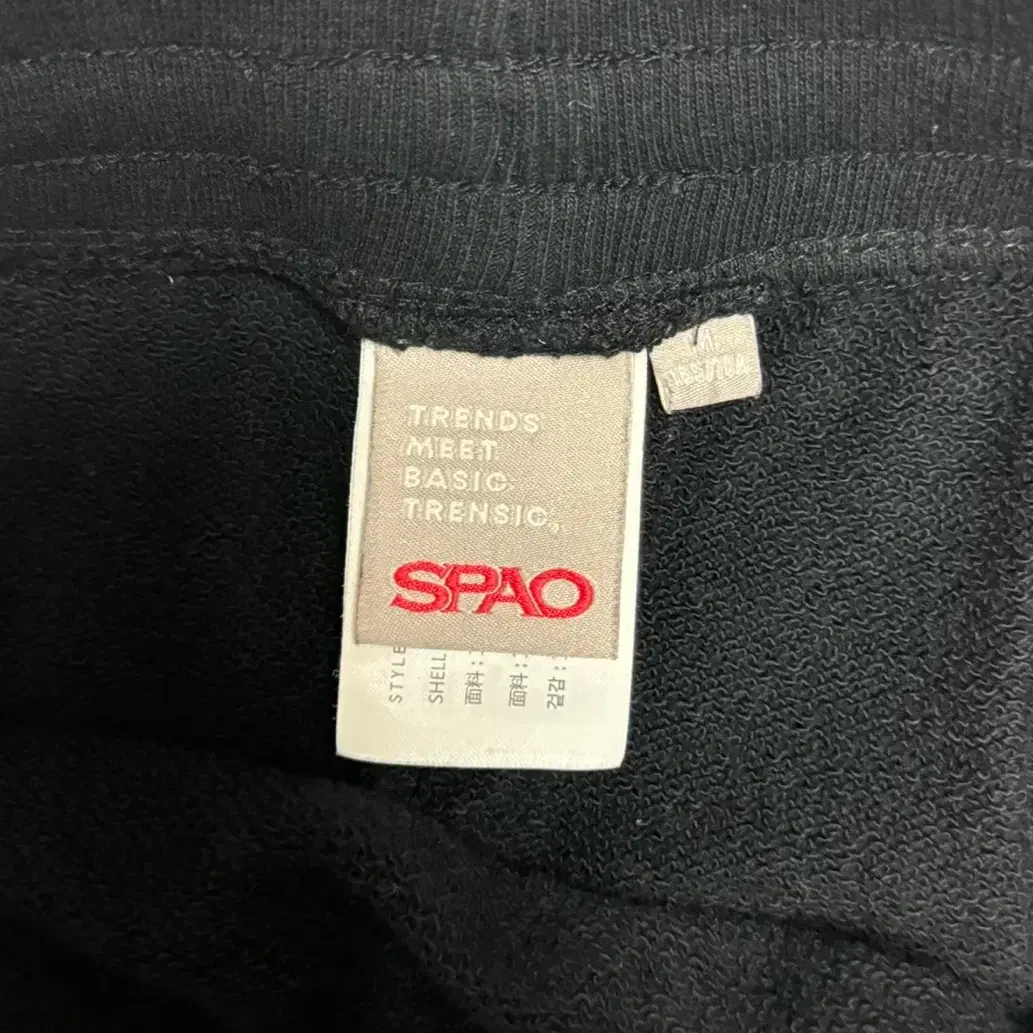 TRENDS
MEET
BASIC
TRENSIC,
SPAO
STYLE
SHELL
面料:
面料:
겉감: